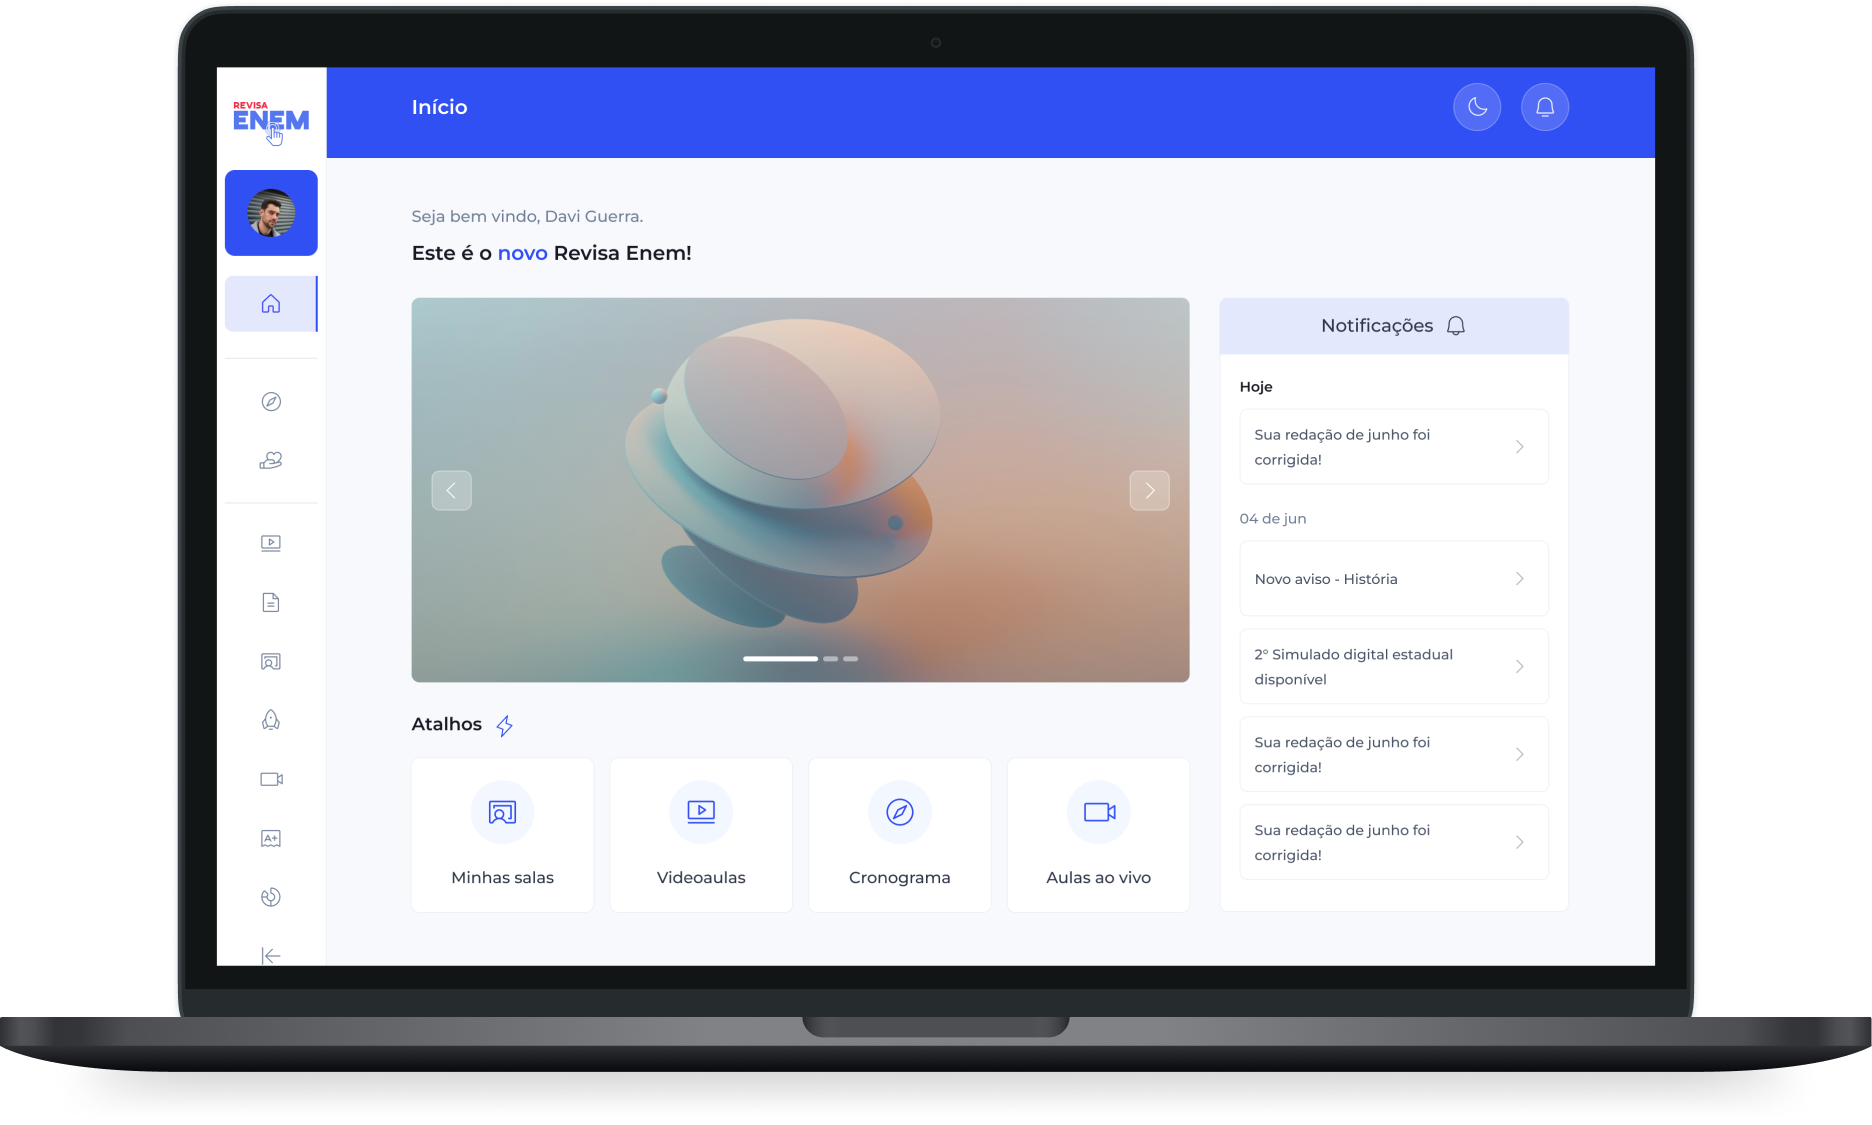 REVISA
ENEM
Início
Seja bem vindo, Davi Guerra.
Este é o novo Revisa Enem!
Notificações
Hoje
Sua redação de junho foi
corrigida!
04 de jun
Novo aviso - História
2º Simulado digital estadual
disponível
Sua redação de junho foi
corrigida!
Sua redação de junho foi
corrigida!
Atalhos
Minhas salas
Videoaulas
Cronograma
Aulas ao vivo
A+